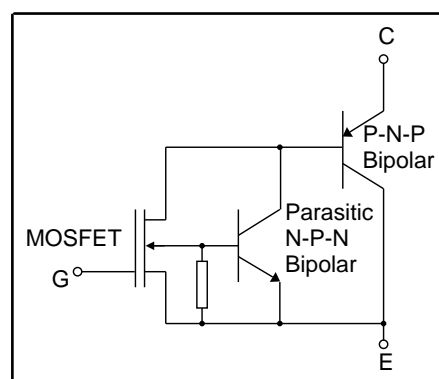 C
P-N-P
Bipolar
Parasitic
N-P-N
Bipolar
MOSFET
G
E